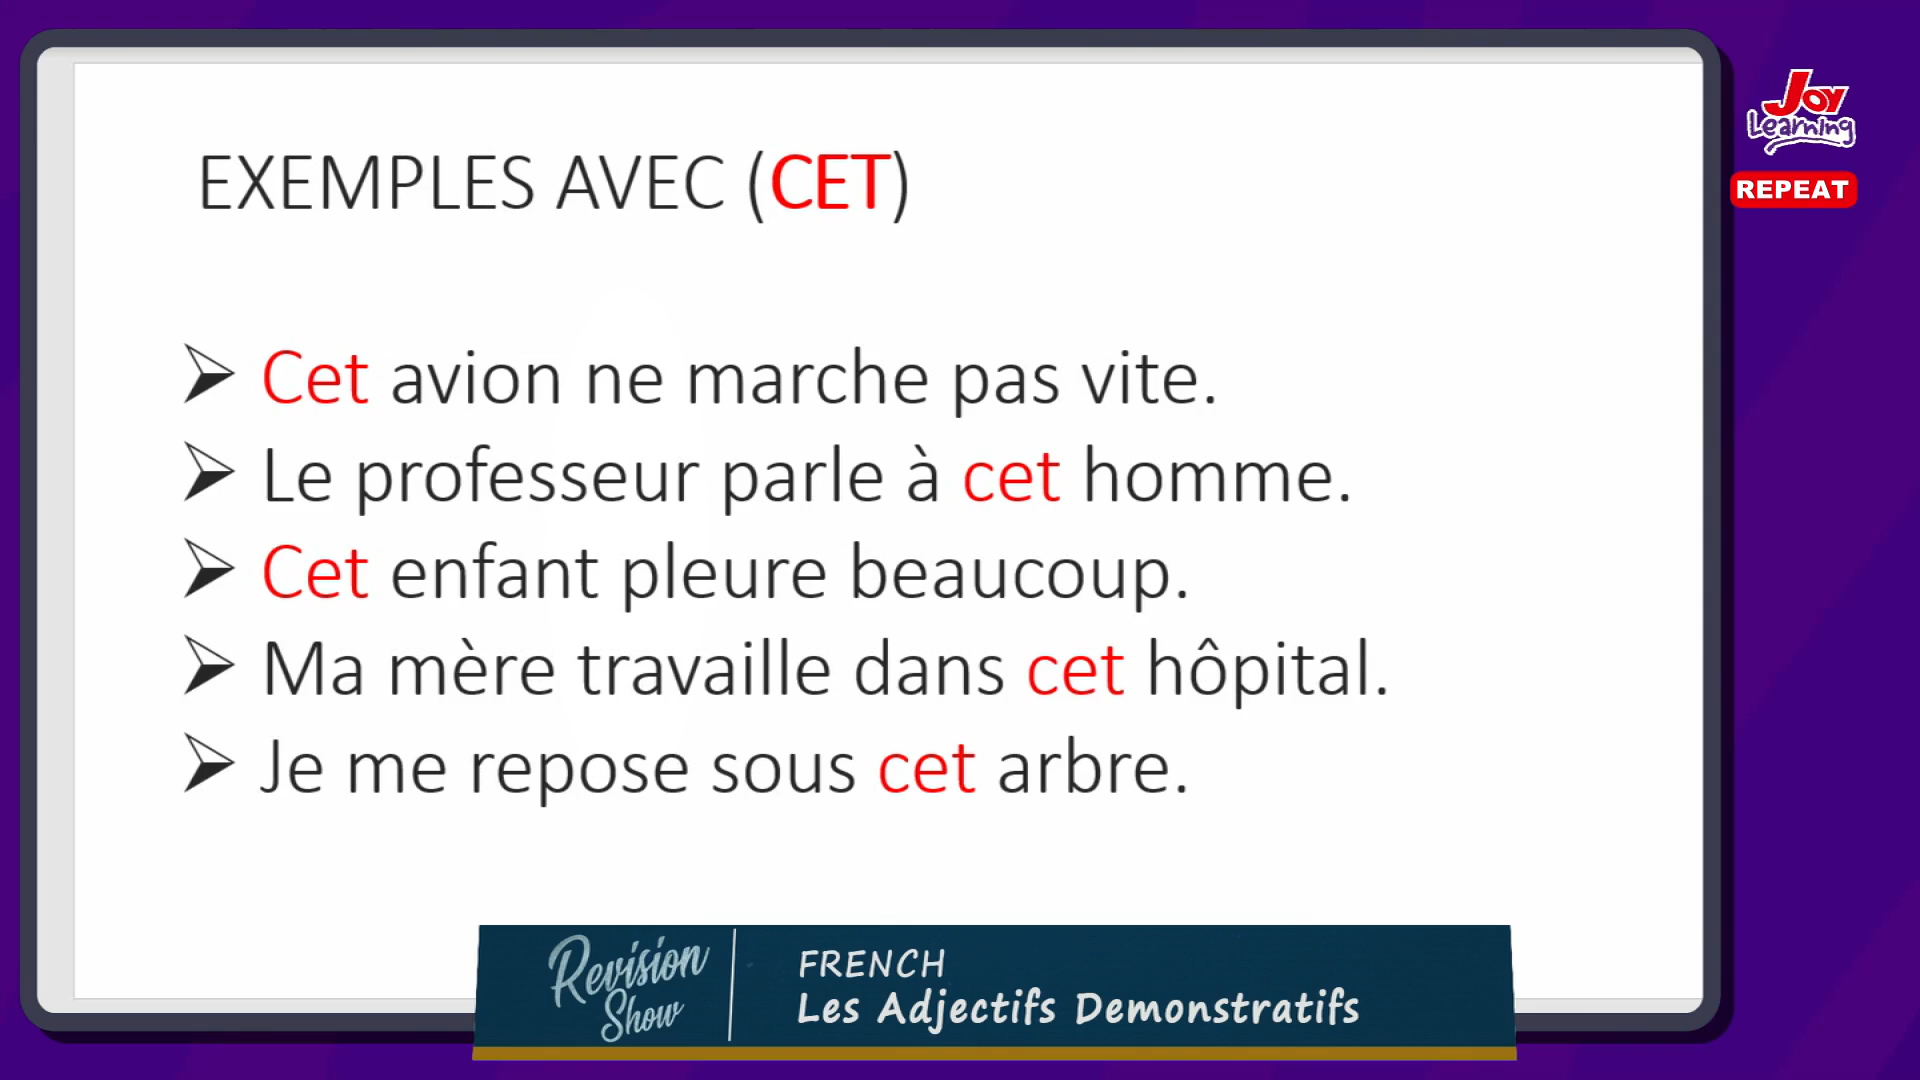 Joy
Learning
REPEAT
EXEMPLES AVEC (CET)
Cet avion ne marche pas vite.
Le professeur parle à cet homme.
Cet enfant pleure beaucoup.
Ma mère travaille dans cet hôpital.
Je me repose sous cet arbre.
Revision
Show
FRENCH
Les Adjectifs Demonstratifs